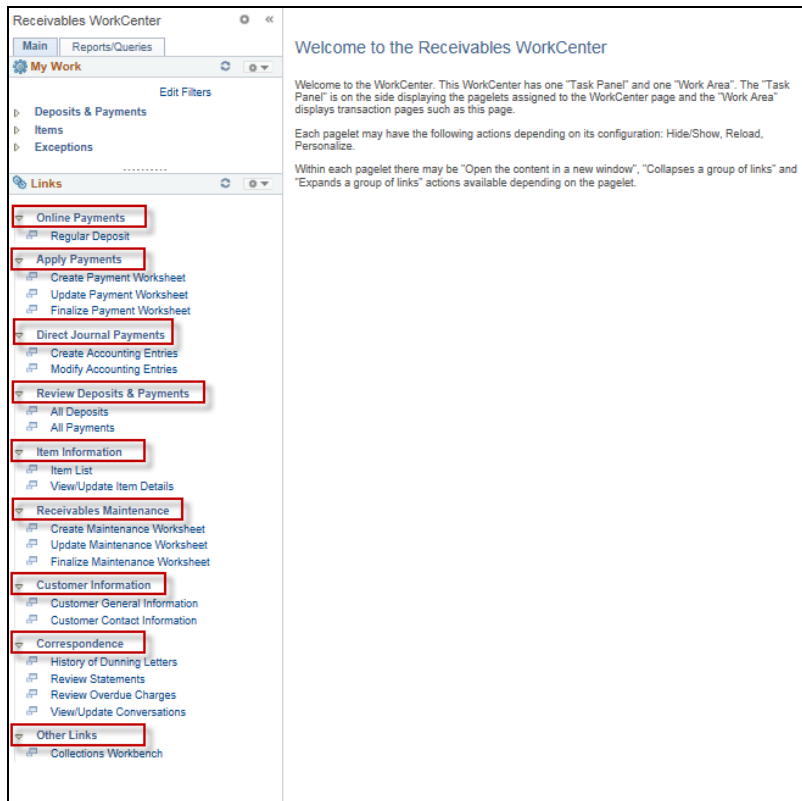 Receivables WorkCenter
Main
Reports/Queries
My Work
Edit Filters
Deposits & Payments
Items
Exceptions
Links
Online Payments
Regular Deposit
Apply Payments
Create Payment Worksheet
Update Payment Worksheet
Finalize Payment Worksheet
Direct Journal Payments
Create Accounting Entries
Modify Accounting Entries
Review Deposits & Payments
All Deposits
All Payments
Item Information
Item List
View/Update Item Details
Receivables Maintenance
Create Maintenance Worksheet
Update Maintenance Worksheet
Finalize Maintenance Worksheet
Customer Information
Customer General Information
Customer Contact Information
Correspondence
History of Dunning Letters
Review Statements
Review Overdue Charges
View/Update Conversations
Other Links
Collections Workbench
Welcome to the Receivables WorkCenter
Welcome to the WorkCenter. This WorkCenter has one "Task Panel" and one "Work Area". The "Task
Panel" is on the side displaying the pagelets assigned to the WorkCenter page and the "Work Area"
displays transaction pages such as this page.
Each pagelet may have the following actions depending on its configuration: Hide/Show, Reload,
Personalize.
Within each pagelet there may be "Open the content in a new window", "Collapses a group of links" and
"Expands a group of links" actions available depending on the pagelet.